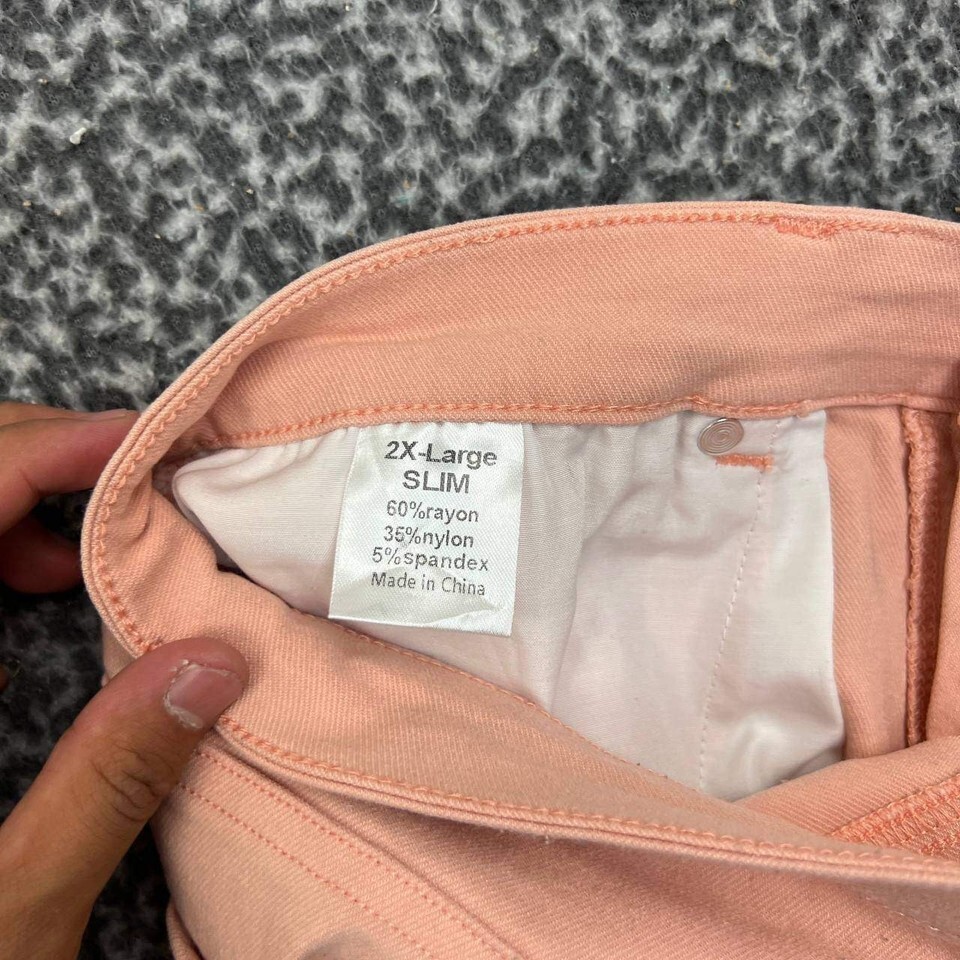 2X-Large
SLIM
60%rayon
35%nylon
5%spandex
Made in China